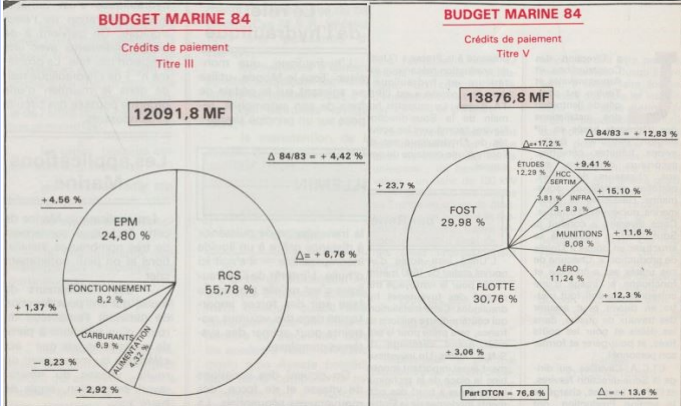 BUDGET MARINE 84
Crédits de paiement
Titre III
12091,8 MF
Δ 84/83 = + 4,42 %
+4,56 %
EPM
24,80 %
RCS
55,78 %
Δ= + 6,76 %
FONCTIONNEMENT
8,2 %
+ 1,37 %
CARBURANTS
6,9 %
ALIMENTATION
4,32 %
– 8,23 %
+ 2,92 %
BUDGET MARINE 84
Crédits de paiement
Titre V
13876,8 MF
Δ 84/83 = + 12,83 %
Δ=+17,2 %
ÉTUDES
12,29 %
+9,41 %
HCC
SERTIM
3,81 %
+ 15,10 %
INFRA
3,83 %
+ 23,7 %
FOST
29,98 %
MUNITIONS
8,08 %
+ 11,6 %
AÉRO
11,24 %
+ 12,3 %
FLOTTE
30,76 %
+ 3,06 %
Part DTCN = 76,8 %
Δ = + 13,6 %